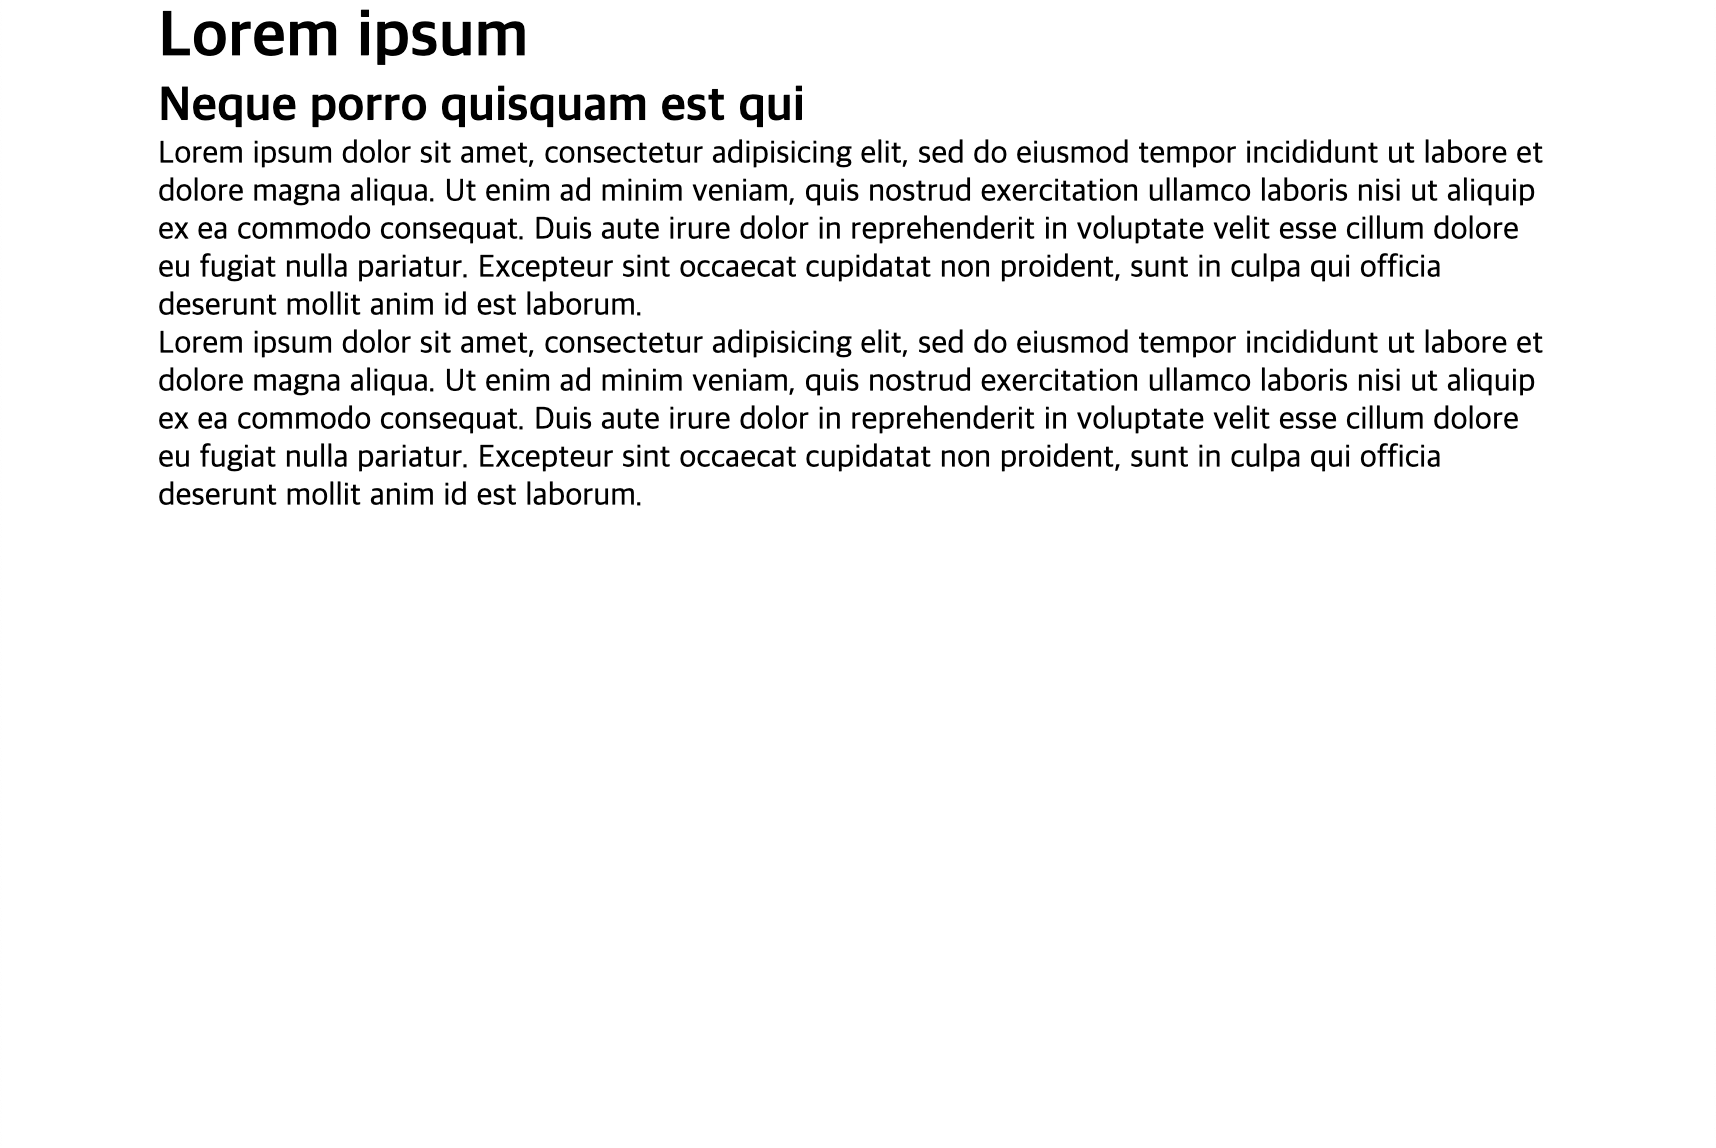 Lorem ipsum
Neque porro quisquam est qui
Lorem ipsum dolor sit amet, consectetur adipisicing elit, sed do eiusmod tempor incididunt ut labore et
dolore magna aliqua. Ut enim ad minim veniam, quis nostrud exercitation ullamco laboris nisi ut aliquip
ex ea commodo consequat. Duis aute irure dolor in reprehenderit in voluptate velit esse cillum dolore
eu fugiat nulla pariatur. Excepteur sint occaecat cupidatat non proident, sunt in culpa qui officia
deserunt mollit anim id est laborum.
Lorem ipsum dolor sit amet, consectetur adipisicing elit, sed do eiusmod tempor incididunt ut labore et
dolore magna aliqua. Ut enim ad minim veniam, quis nostrud exercitation ullamco laboris nisi ut aliquip
ex ea commodo consequat. Duis aute irure dolor in reprehenderit in voluptate velit esse cillum dolore
eu fugiat nulla pariatur. Excepteur sint occaecat cupidatat non proident, sunt in culpa qui officia
deserunt mollit anim id est laborum.